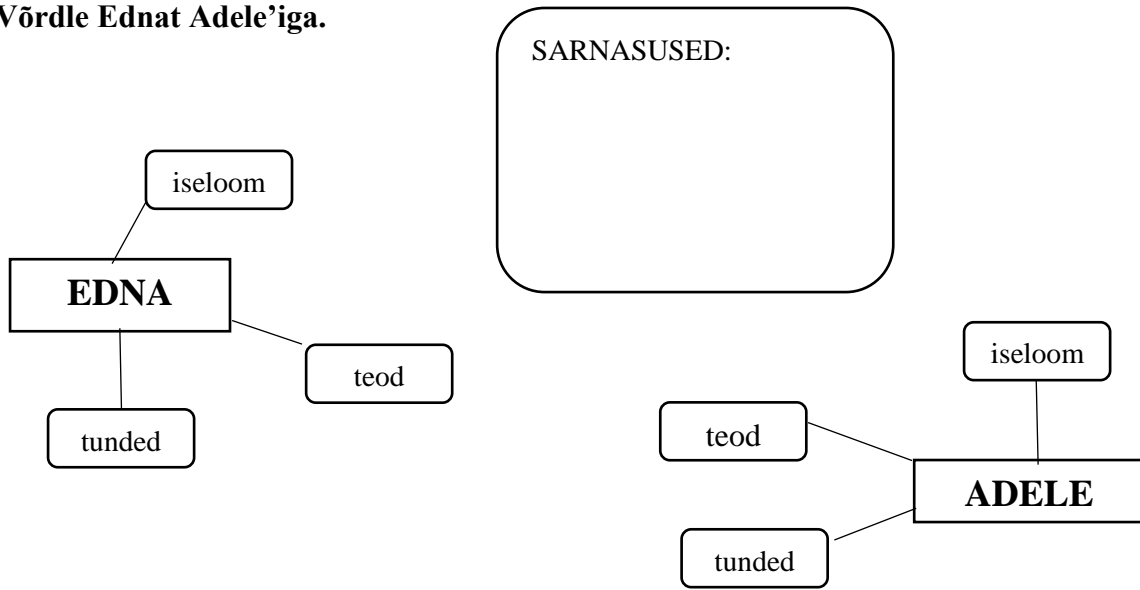 Võrdle Ednat Adele’iga.
SARNASUSED:
iseloom
EDNA
teod
tunded
iseloom
teod
ADELE
tunded